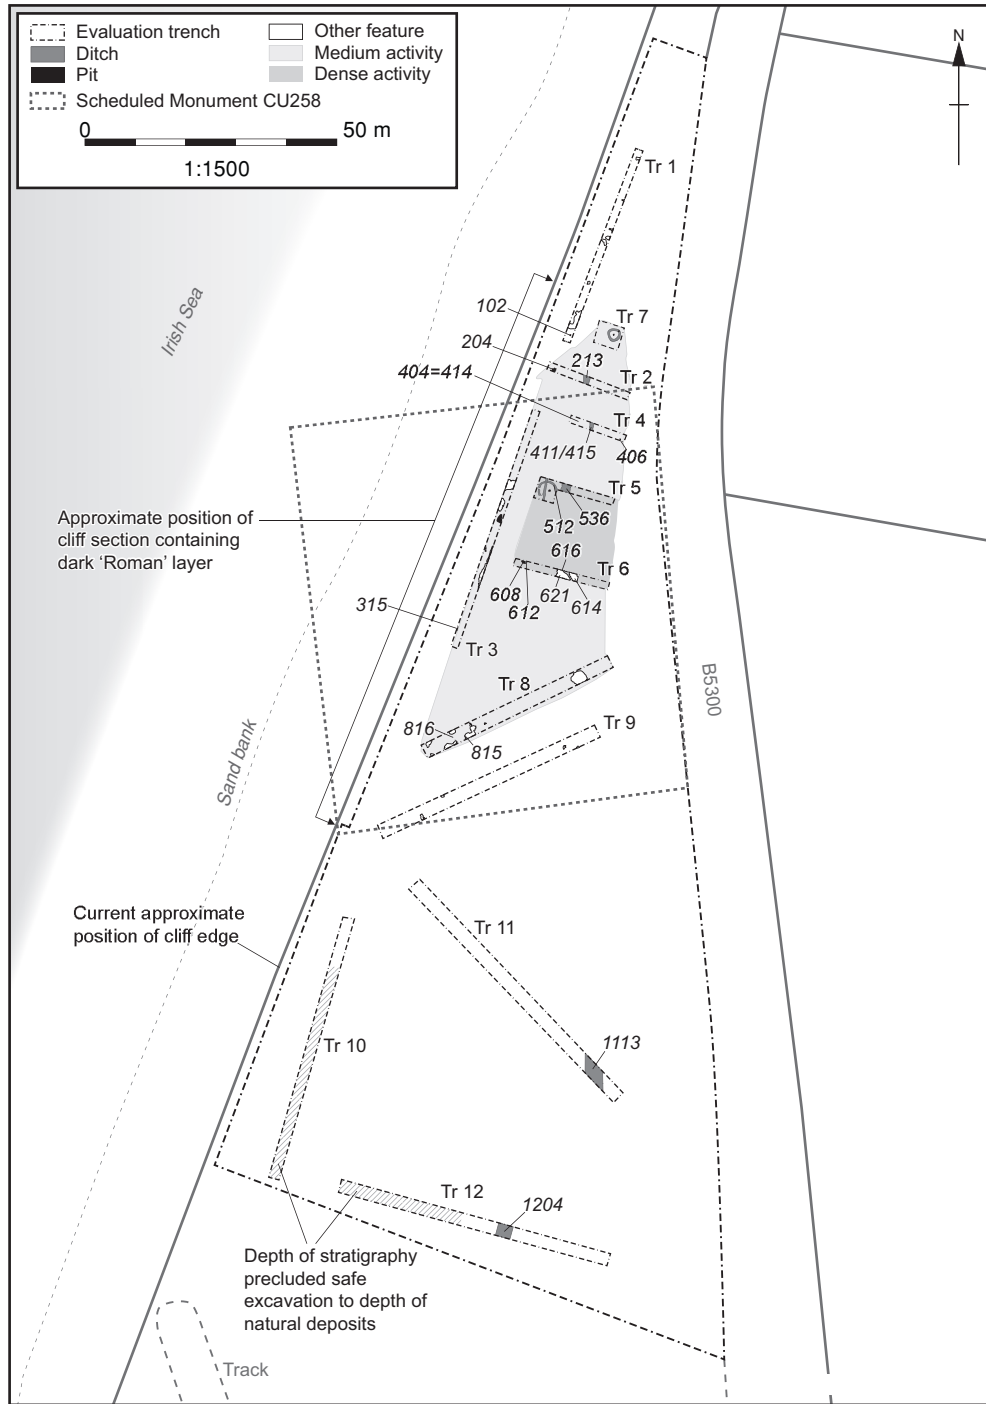 Evaluation trench
Ditch
Pit
Other feature
Medium activity
Dense activity
Scheduled Monument CU258
0 50 m
1:1500
N
Tr 1
Irish Sea
102
Tr 7
204
213
404=414
Tr 2
Tr 4
411/415
406
Tr 5
536
512
Approximate position of
cliff section containing
dark ‘Roman’ layer
616
Tr 6
608
621
614
612
315
Tr 3
Tr 8
B5300
816
815
Tr 9
Sand bank
Current approximate
position of cliff edge
Tr 11
Tr 10
1113
Tr 12
1204
Depth of stratigraphy
precluded safe
excavation to depth of
natural deposits
Track